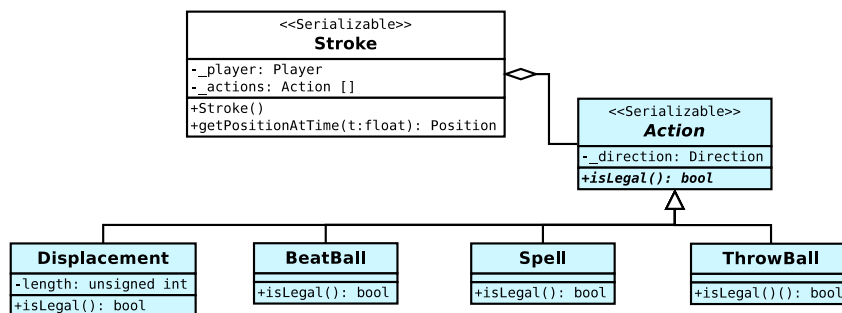 <<Serializable>>
Stroke
-_player: Player
-_actions: Action []
+Stroke()
+getPositionAtTime(t:float): Position
<<Serializable>>
Action
-_direction: Direction
+isLegal(): bool
Displacement
-length: unsigned int
+isLegal(): bool
BeatBall
+isLegal(): bool
Spell
+isLegal(): bool
ThrowBall
+isLegal()(): bool